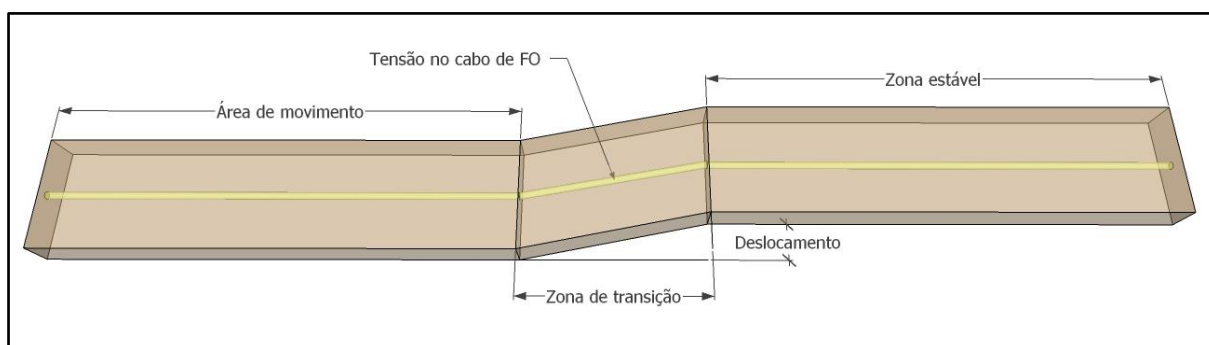 Tensão no cabo de FO
Zona estável
Área de movimento
Deslocamento
Zona de transição